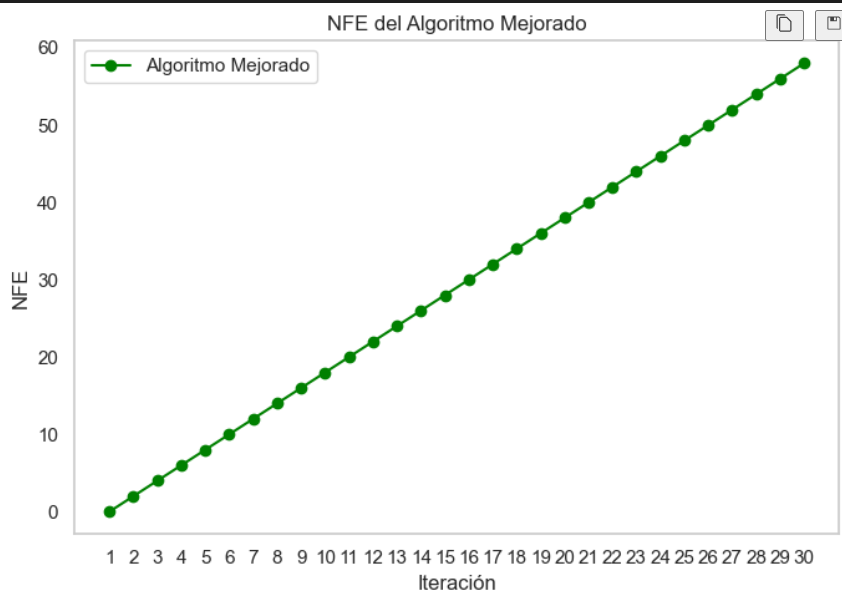 NFE del Algoritmo Mejorado
Algoritmo Mejorado
60
50
40
30
20
10
0
NFE
1 2 3 4 5 6 7 8 9 10 11 12 13 14 15 16 17 18 19 20 21 22 23 24 25 26 27 28 29 30
Iteración